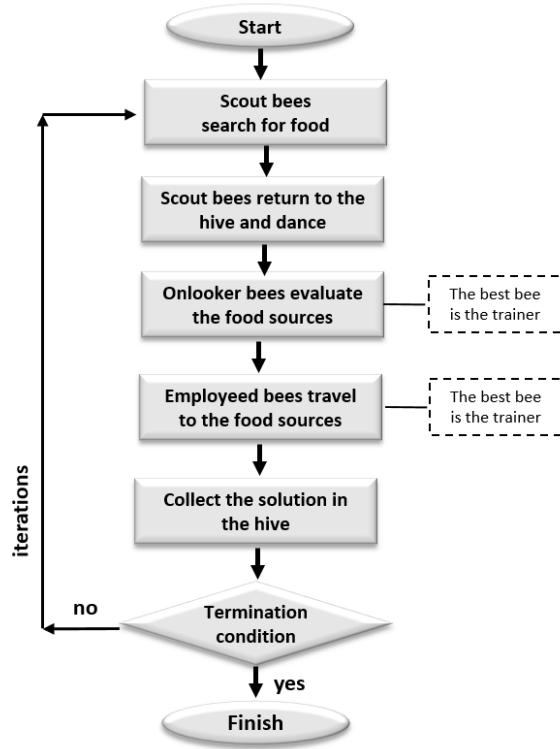 Start
Scout bees
search for food
Scout bees return to the
hive and dance
Onlooker bees evaluate
the food sources
The best bee
is the trainer
Employeed bees travel
to the food sources
The best bee
is the trainer
Collect the solution in
the hive
iterations
no
Termination
condition
yes
Finish